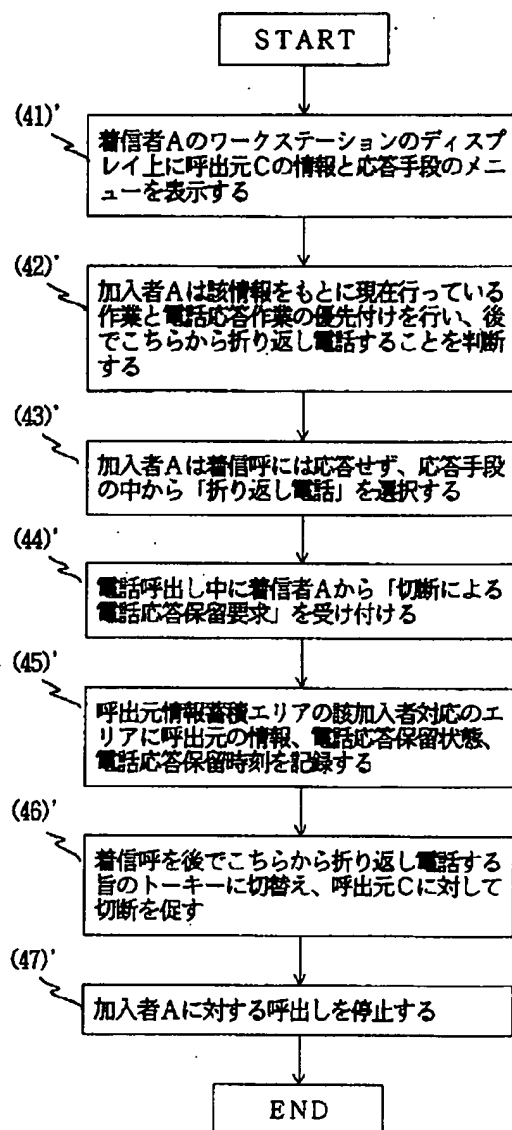 START
(41)'
着信者Aのワークステーションのディスプ
レイ上に呼出元Cの情報と応答手段のメニ
ューを表示する
(42)'
加入者Aは該情報をもとに現在行っている
作業と電話応答作業の優先付けを行い、後
でこちらから折り返し電話することを判断
する
(43)'
加入者Aは着信呼には応答せず、応答手段
の中から「折り返し電話」を選択する
(44)'
電話呼出し中に着信者Aから「切断による
電話応答保留要求」を受け付ける
(45)'
呼出元情報蓄積エリアの該加入者対応のエ
リアに呼出元の情報、電話応答保留状態、
電話応答保留時刻を記録する
(46)'
着信呼を後でこちらから折り返し電話する
旨のトーキーに切替え、呼出元Cに対して
切断を促す
(47)'
加入者Aに対する呼出しを停止する
END